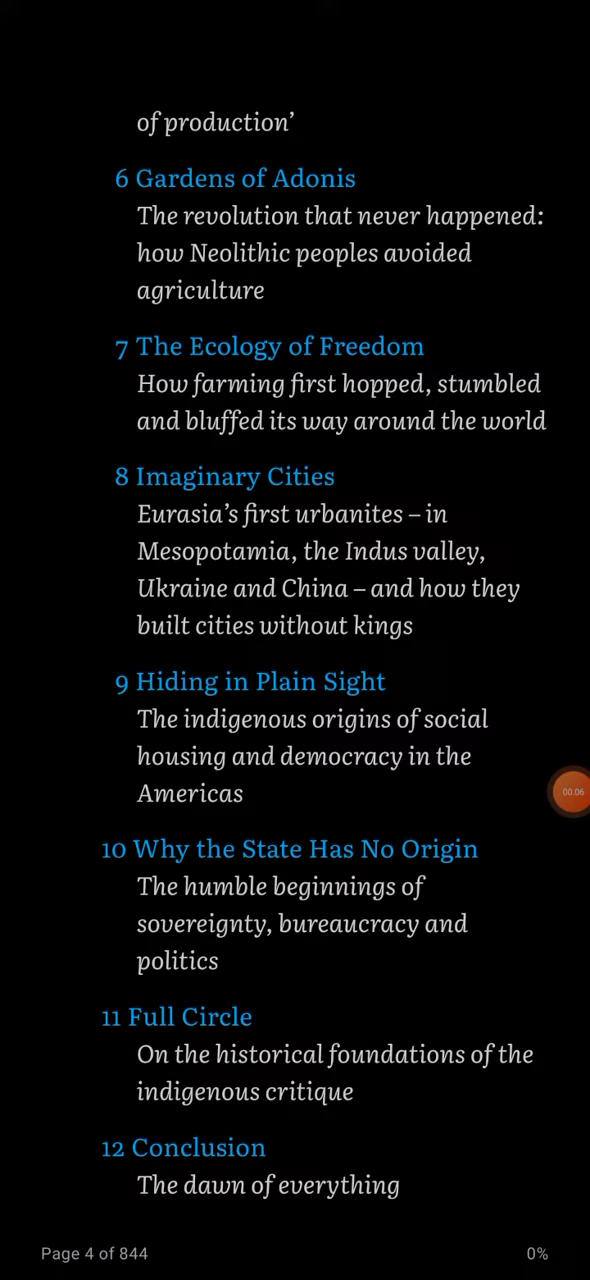 of production’
6 Gardens of Adonis
The revolution that never happened:
how Neolithic peoples avoided
agriculture
7 The Ecology of Freedom
How farming first hopped, stumbled
and bluffed its way around the world
8 Imaginary Cities
Eurasia’s first urbanites – in
Mesopotamia, the Indus valley,
Ukraine and China – and how they
built cities without kings
9 Hiding in Plain Sight
The indigenous origins of social
housing and democracy in the
Americas
00.06
10 Why the State Has No Origin
The humble beginnings of
sovereignty, bureaucracy and
politics
11 Full Circle
On the historical foundations of the
indigenous critique
12 Conclusion
The dawn of everything
Page 4 of 844 0%